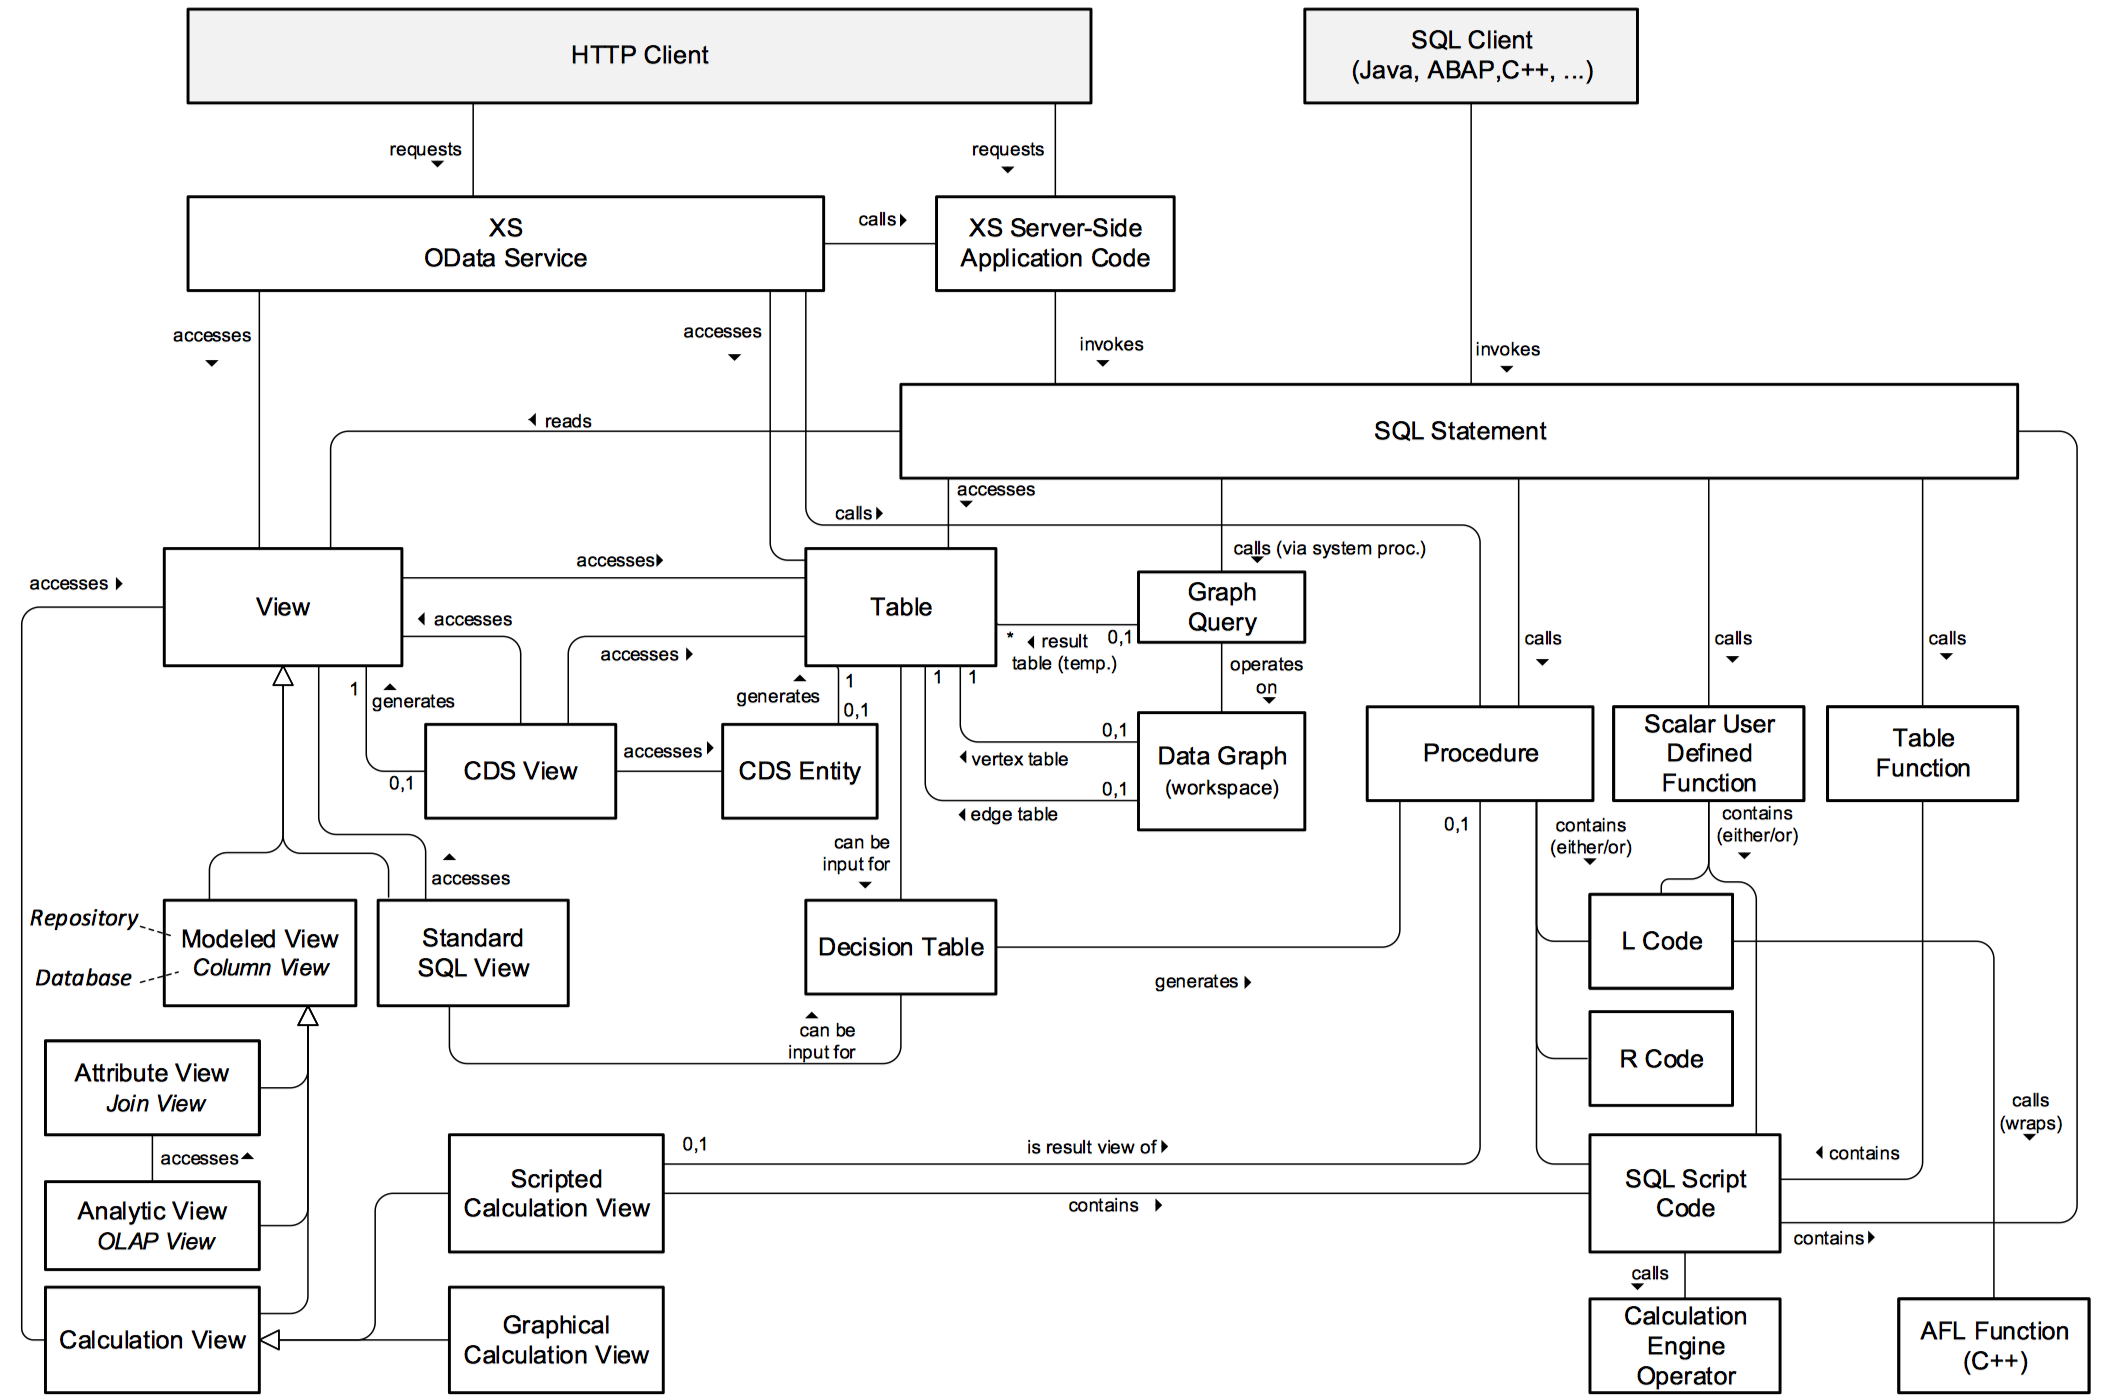 HTTP Client
SQL Client
(Java, ABAP,C++, ...)
requests
requests
XS
OData Service
calls
XS Server-Side
Application Code
accesses
accesses
invokes
invokes
reads
SQL Statement
accesses
calls
calls (via system proc.)
accesses
accesses
View
Table
Graph
Query
accesses
accesses
*
result
table (temp.)
0,1
operates
on
calls
calls
calls
1
generates
generates
1
0,1
1
1
CDS View
0,1
accesses
CDS Entity
0,1
vertex table
0,1
edge table
Data Graph
(workspace)
Procedure
Scalar User
Defined
Function
Table
Function
0,1
contains
(either/or)
contains
(either/or)
can be
input for
accesses
Repository
Database
Modeled View
Column View
Standard
SQL View
Decision Table
generates
L Code
can be
input for
R Code
Attribute View
Join View
accesses
calls
(wraps)
Scripted
Calculation View
0,1
is result view of
contains
SQL Script
Code
contains
contains
Analytic View
OLAP View
calls
Calculation View
Graphical
Calculation View
Calculation
Engine
Operator
AFL Function
(C++)